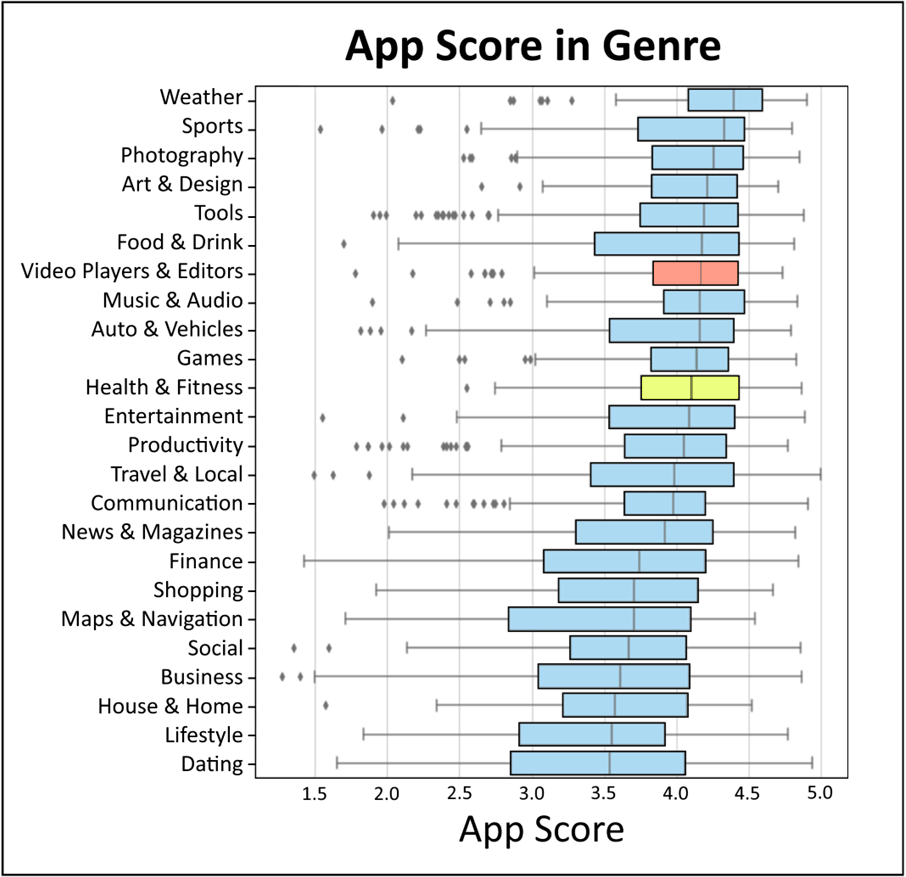 App Score in Genre
Weather
Sports
Photography
Art & Design
Tools
Food & Drink
Video Players & Editors
Music & Audio
Auto & Vehicles
Games
Health & Fitness
Entertainment
Productivity
Travel & Local
Communication
News & Magazines
Finance
Shopping
Maps & Navigation
Social
Business
House & Home
Lifestyle
Dating
1.5 2.0 2.5 3.0 3.5 4.0 4.5 5.0
App Score